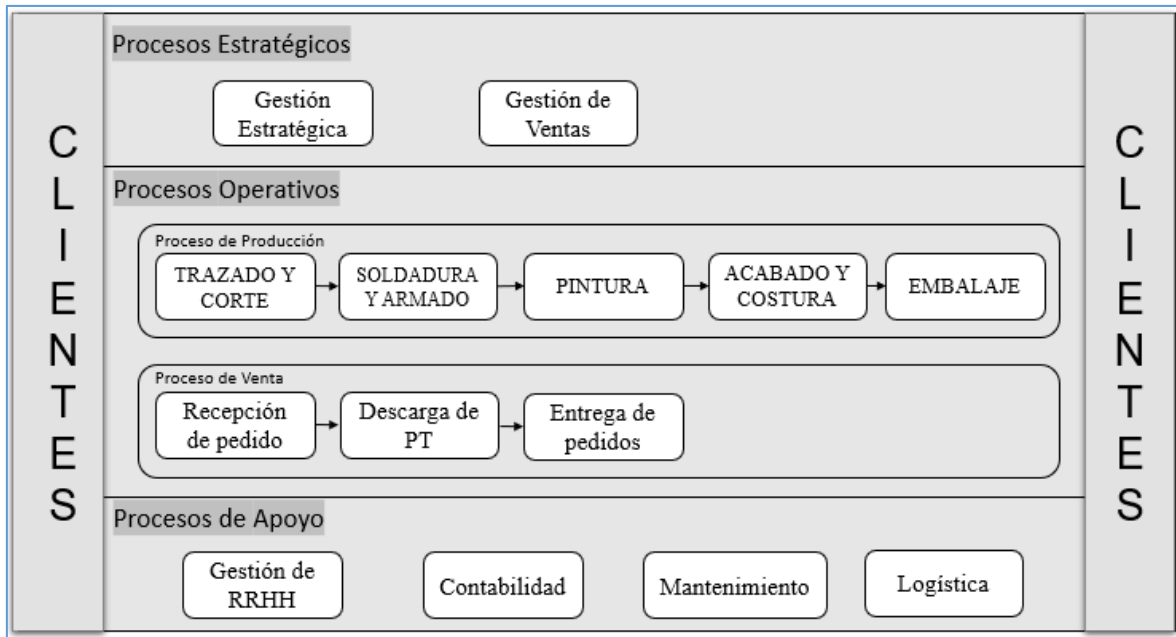 CLIENTES
Procesos Estratégicos
Gestión
Estratégica
Gestión de
Ventas
Procesos Operativos
Proceso de Producción
TRAZADO Y
CORTE
SOLDADURA
Y ARMADO
PINTURA
ACABADO Y
COSTURA
EMBALAJE
Proceso de Venta
Recepción
de pedido
Descarga de
PT
Entrega de
pedidos
Procesos de Apoyo
Gestión de
RRHH
Contabilidad
Mantenimiento
Logística
CLIENTES